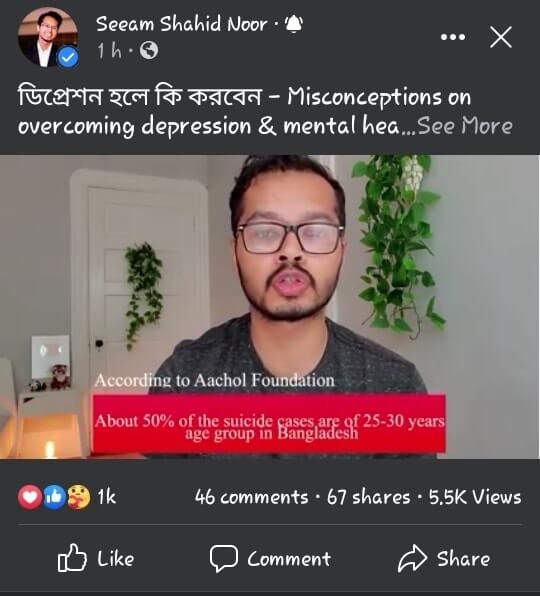 Seeam Shahid Noor ·
1 h ·
ডিপ্রেশন হলে কি করবেন – Misconceptions on
overcoming depression & mental hea...See More
According to Aachol Foundation
About 50% of the suicide cases are of 25-30 years
age group in Bangladesh
1k
46 comments · 67 shares · 5.5K Views
Like
Comment
Share